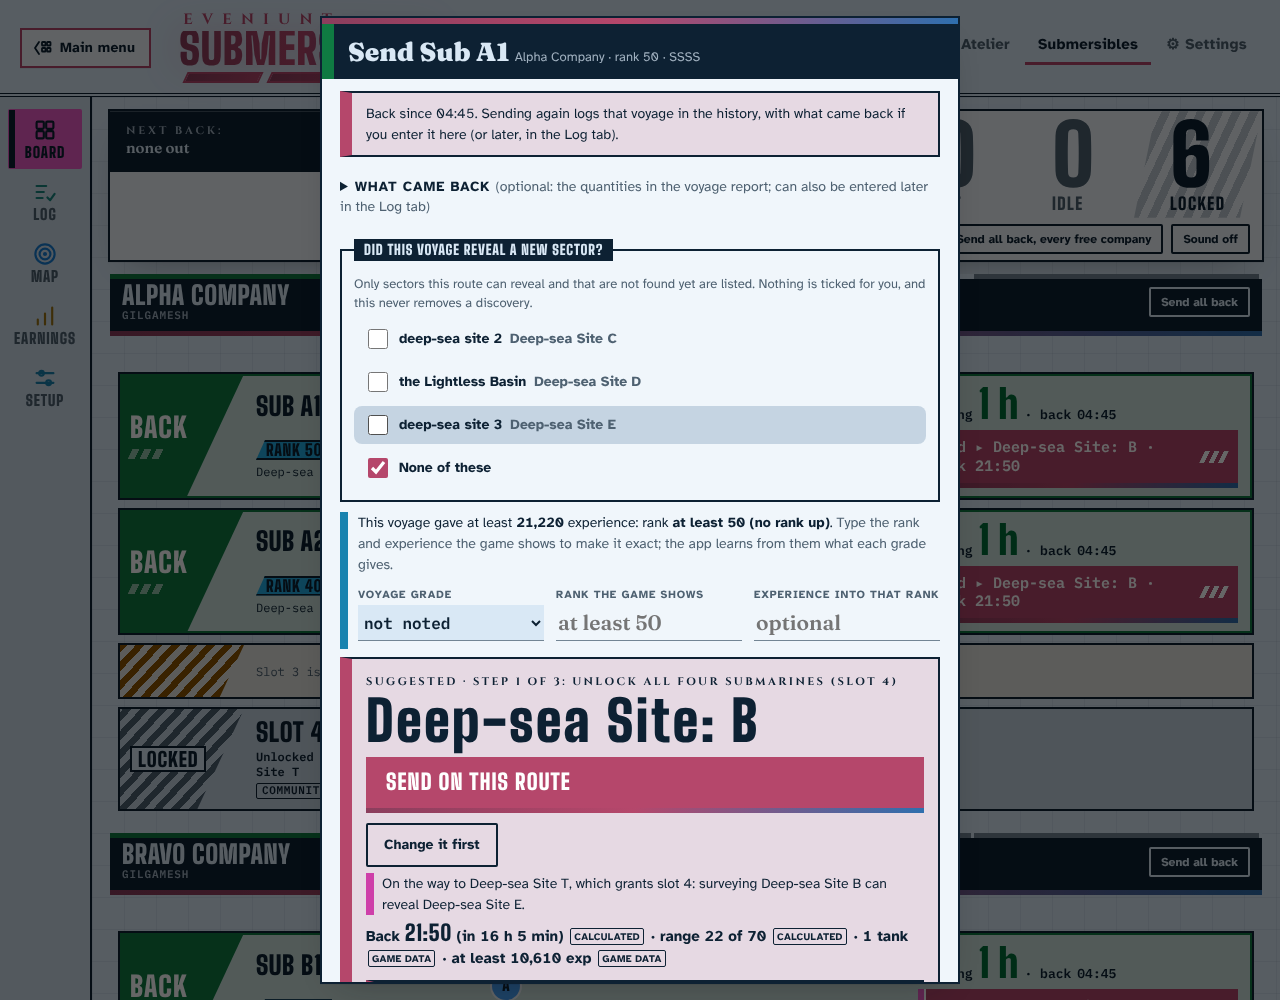 Main menu
EVENIUNT
SUBMERS
Atelier
Submersibles
Settings
BOARD
LOG
MAP
EARNINGS
SETUP
NEXT BACK:
none out
0
IDLE
6
LOCKED
Send all back, every free company
Sound off
ALPHA COMPANY
GILGAMESH
Send all back
BACK
SUB A1
RANK 50
Deep-sea
1 h · back 04:45
▸ Deep-sea Site: B ·
21:50
BACK
SUB A2
RANK 40
Deep-sea
1 h · back 04:45
▸ Deep-sea Site: B ·
21:50
Slot 3 is
LOCKED
SLOT 4
Unlocked
Site T
BRAVO COMPANY
GILGAMESH
Send all back
BACK
SUB B1
RANK 50
Deep-sea
1 h · back 04:45
Send Sub A1 Alpha Company · rank 50 · SSSS
Back since 04:45. Sending again logs that voyage in the history, with what came back if
you enter it here (or later, in the Log tab).
▶ WHAT CAME BACK (optional: the quantities in the voyage report; can also be entered later
in the Log tab)
DID THIS VOYAGE REVEAL A NEW SECTOR?
Only sectors this route can reveal and that are not found yet are listed. Nothing is ticked for you, and
this never removes a discovery.
deep-sea site 2 Deep-sea Site C
the Lightless Basin Deep-sea Site D
deep-sea site 3 Deep-sea Site E
None of these
This voyage gave at least 21,220 experience: rank at least 50 (no rank up). Type the rank
and experience the game shows to make it exact; the app learns from them what each grade
gives.
VOYAGE GRADE
RANK THE GAME SHOWS
EXPERIENCE INTO THAT RANK
not noted
at least 50
optional
SUGGESTED · STEP 1 OF 3: UNLOCK ALL FOUR SUBMARINES (SLOT 4)
Deep-sea Site: B
SEND ON THIS ROUTE
Change it first
On the way to Deep-sea Site T, which grants slot 4: surveying Deep-sea Site B can
reveal Deep-sea Site E.
Back 21:50 (in 16 h 5 min) CALCULATED · range 22 of 70 CALCULATED · 1 tank
GAME DATA · at least 10,610 exp GAME DATA